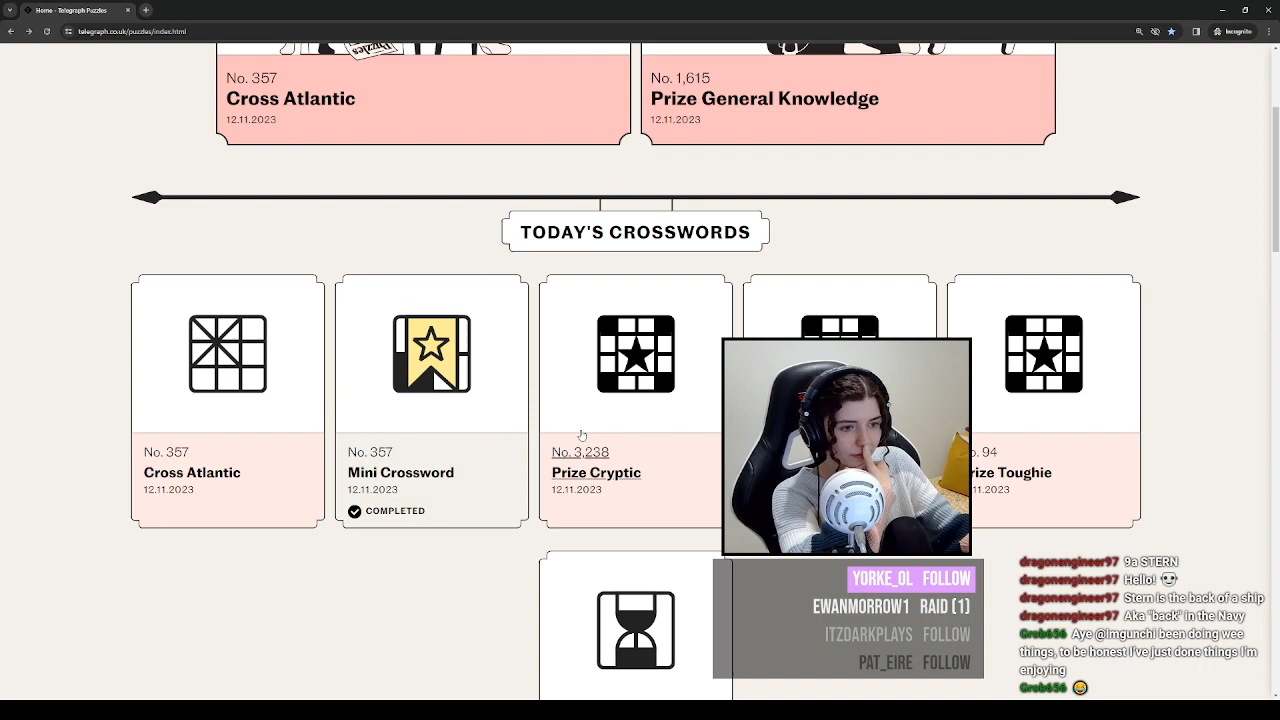 Home - Telegraph Puzzles
telegraph.co.uk/puzzles/index.html
Incognito
Puzzles
No. 357
Cross Atlantic
12.11.2023
No. 1,615
Prize General Knowledge
12.11.2023
TODAY'S CROSSWORDS
No. 357
Cross Atlantic
12.11.2023
No. 357
Mini Crossword
12.11.2023
COMPLETED
No. 3,238
Prize Cryptic
12.11.2023
o. 94
rize Toughie
12.11.2023
YORKE_OL FOLLOW
EWANMORROW1 RAID (1)
ITZDARKPLAYS FOLLOW
PAT_EIRE FOLLOW
dragonengineer97 9a STERN
dragonengineer97 Hello!
dragonengineer97 Stern is the back of a ship
dragonengineer97 Aka "back" in the Navy
Grob656 Aye @imgunchi been doing wee
things, to be honest I've just done things I'm
enjoying
Grob656